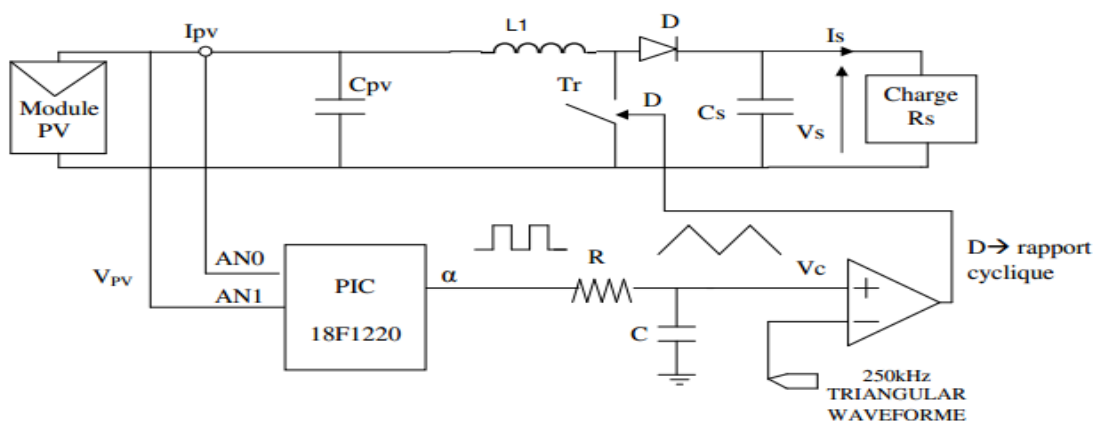 Ipv
L1
D
Is
Module
PV
Cpv
Tr
D
Cs
Vs
Charge
Rs
VPV
AN0
AN1
PIC
18F1220
α
R
C
Vc
+
−
D→ rapport
cyclique
250kHz
TRIANGULAR
WAVEFORME